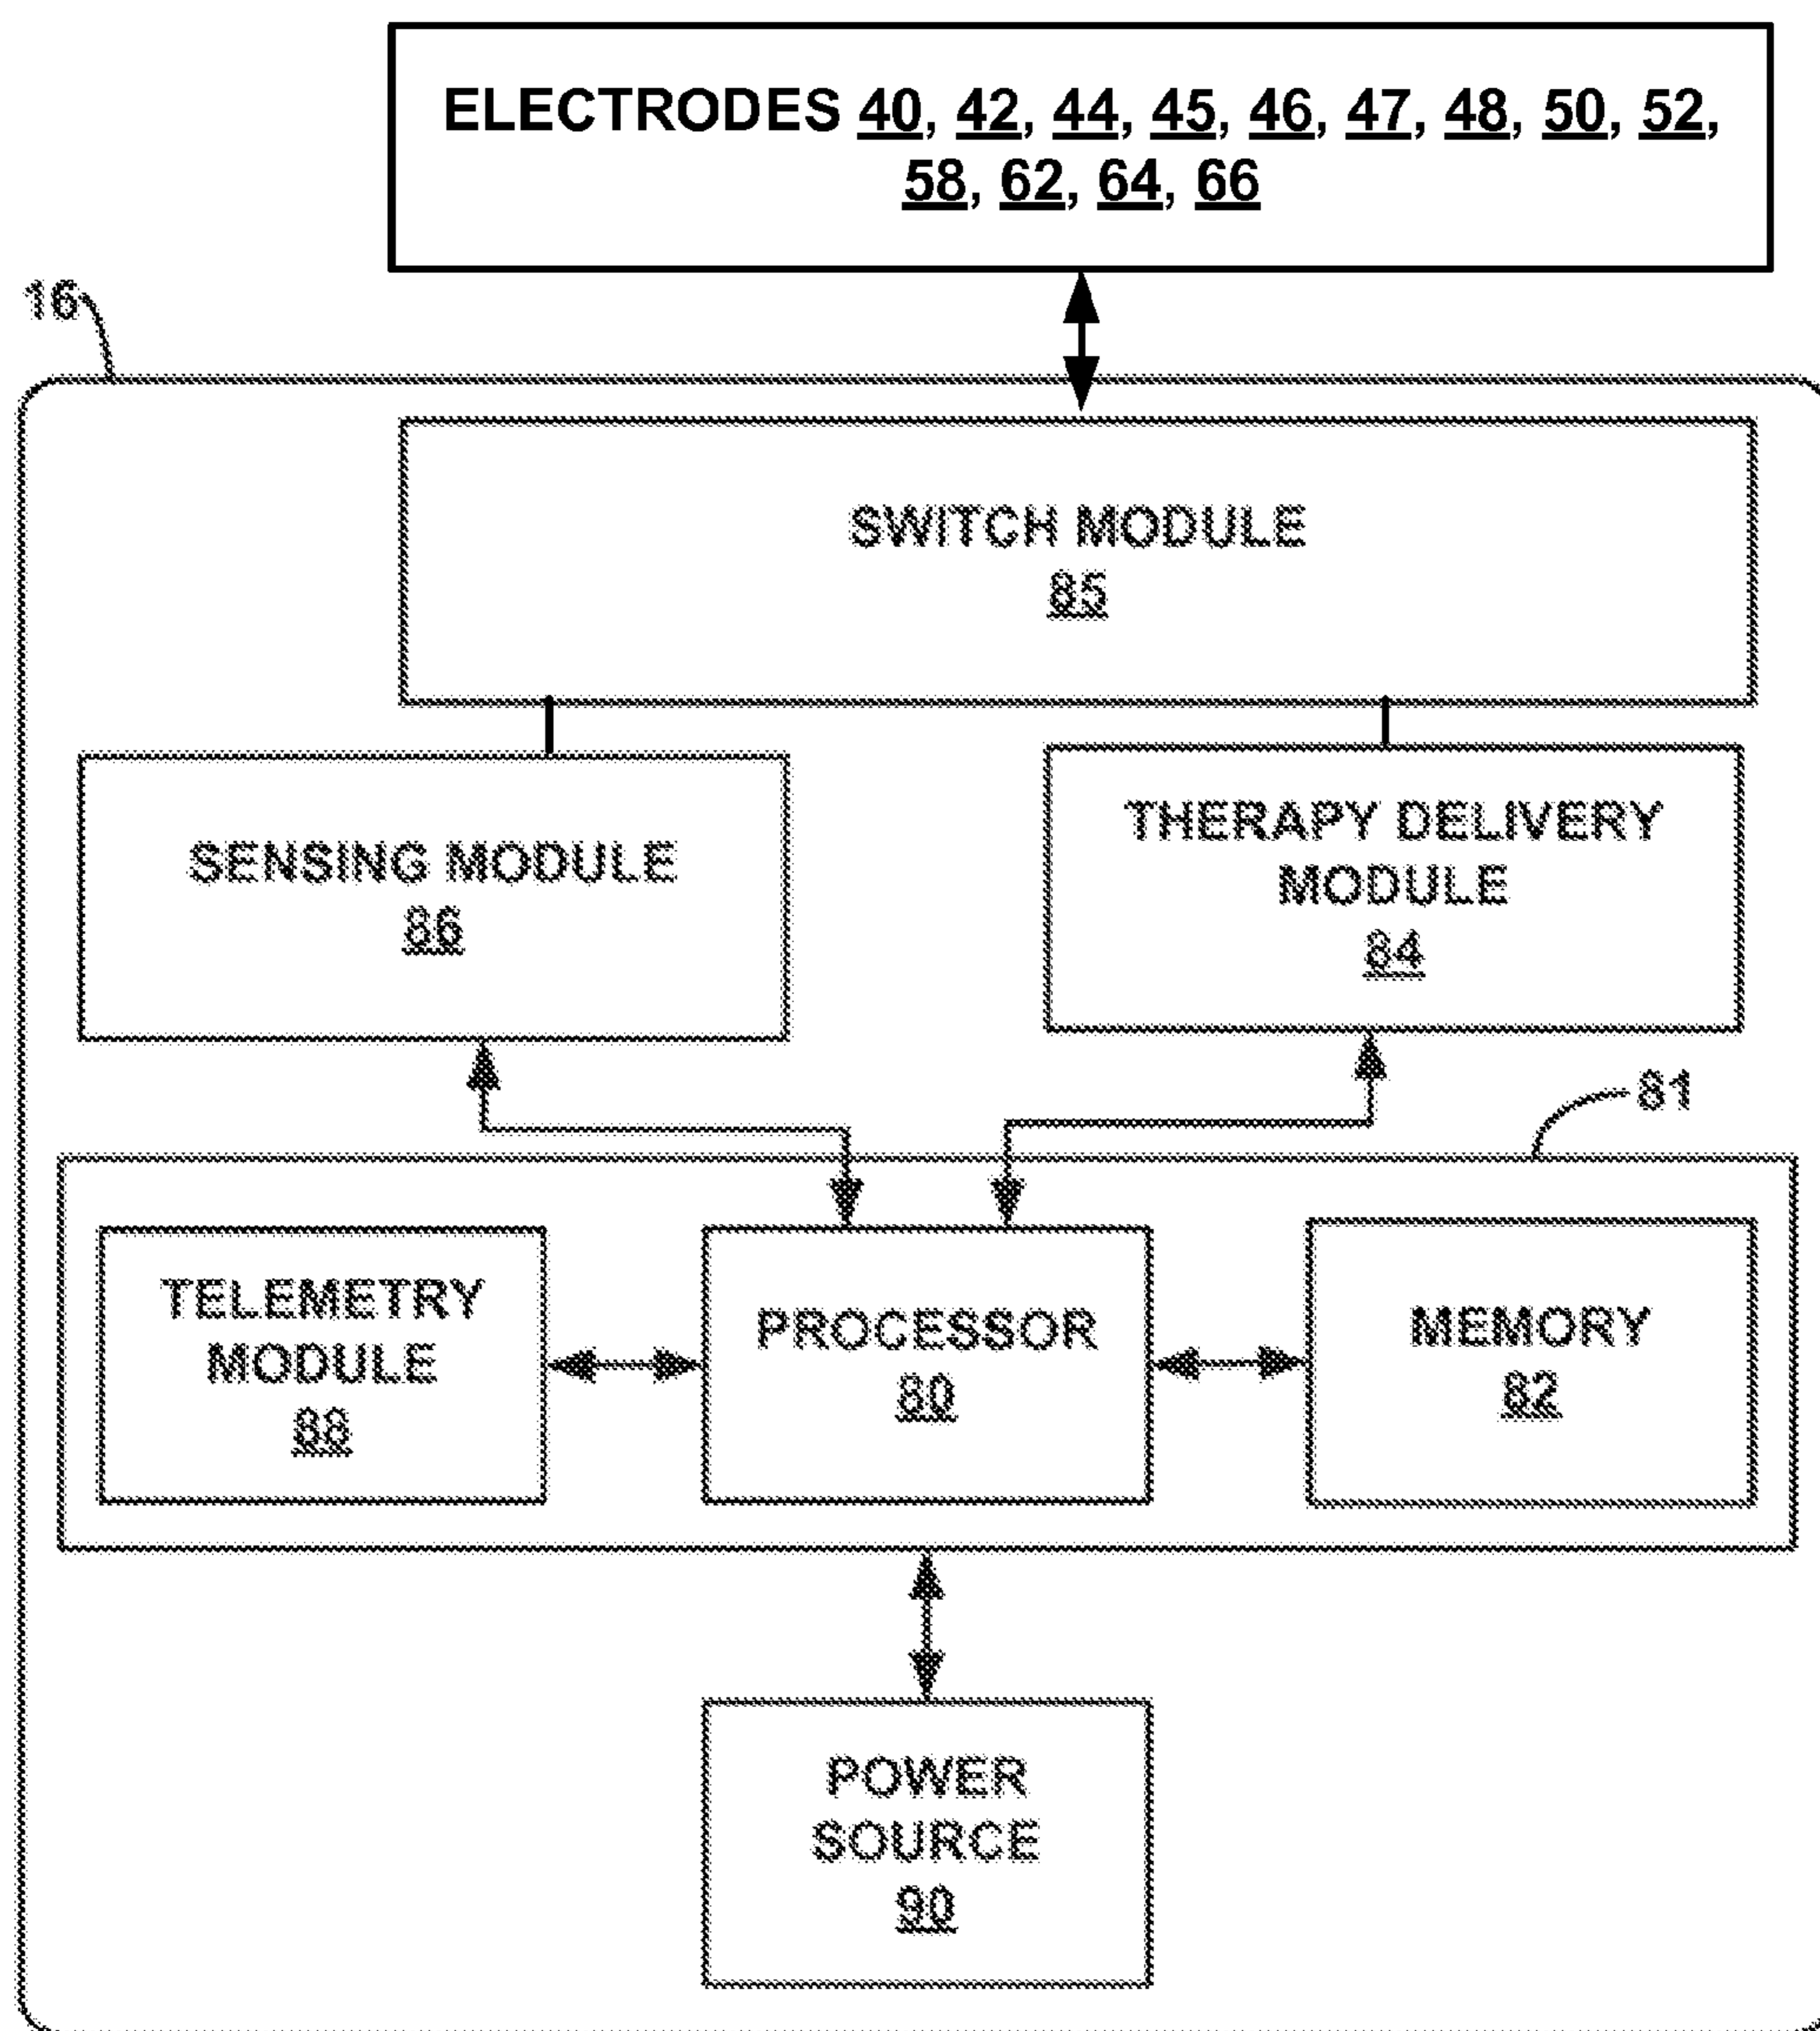 ELECTRODES 40, 42, 44, 45, 46, 47, 48, 50, 52,
58, 62, 64, 66
16
SWITCH MODULE
85
SENSING MODULE
86
THERAPY DELIVERY
MODULE
84
81
TELEMETRY
MODULE
88
PROCESSOR
80
MEMORY
82
POWER
SOURCE
90